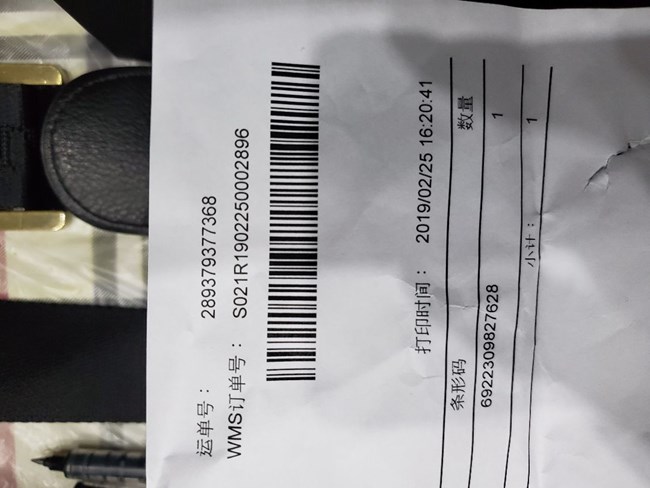 运单号： 289379377368
WMS订单号： S021R1902250002896
打印时间： 2019/02/25 16:20:41
条形码 数量
6922309827628 1
小计： 1